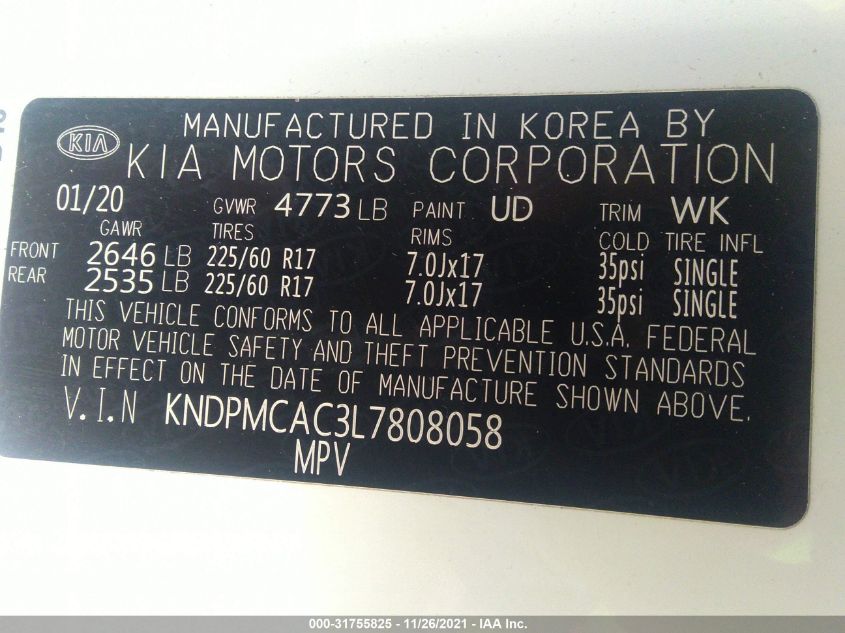 MANUFACTURED IN KOREA BY
KIA KIA MOTORS CORPORATION
01/20 GVWR 4773 LB PAINT UD TRIM WK
GAWR TIRES RIMS COLD TIRE INFL
FRONT 2646 LB 225/60 R17 7.0Jx17 35psi SINGLE
REAR 2535 LB 225/60 R17 7.0Jx17 35psi SINGLE
THIS VEHICLE CONFORMS TO ALL APPLICABLE U.S.A. FEDERAL
MOTOR VEHICLE SAFETY AND THEFT PREVENTION STANDARDS
IN EFFECT ON THE DATE OF MANUFACTURE SHOWN ABOVE.
V.I.N KNDPMCAC3L7808058
MPV
000-31755825 - 11/26/2021 - IAA Inc.